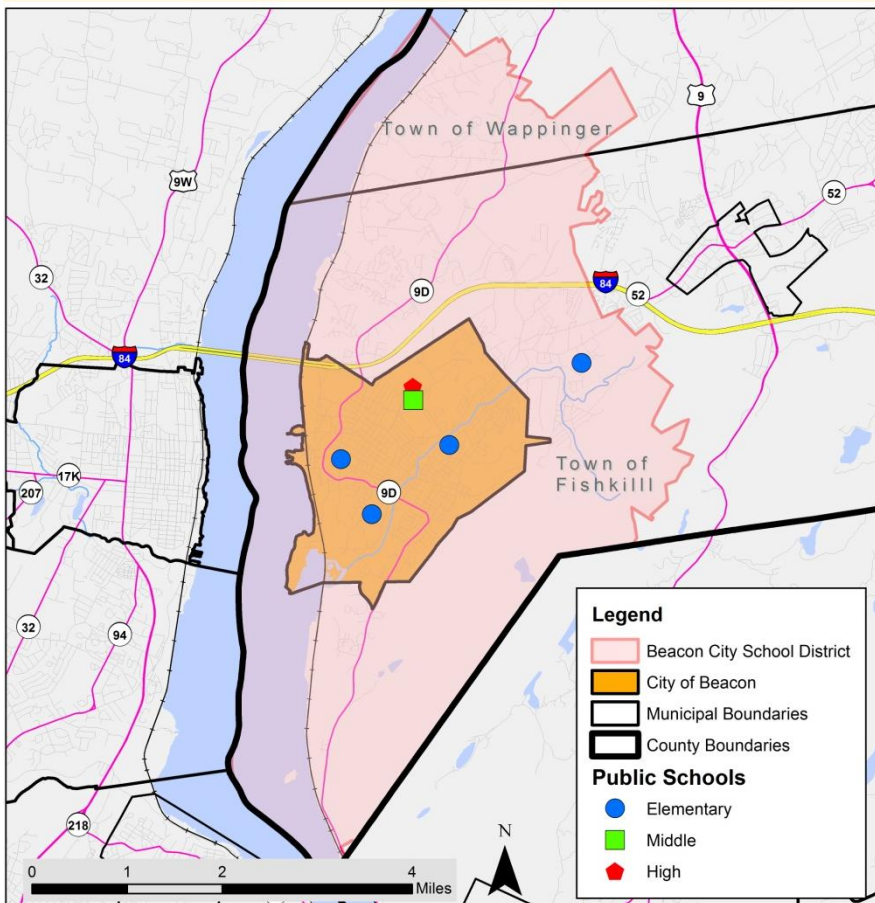 9
Town of Wappinger
9W
52
32
9D
84
52
84
9D
Town of
Fishkilll
17K
207
32
94
218
Legend
Beacon City School District
City of Beacon
Municipal Boundaries
County Boundaries
Public Schools
Elementary
Middle
High
N
0 1 2 4
Miles